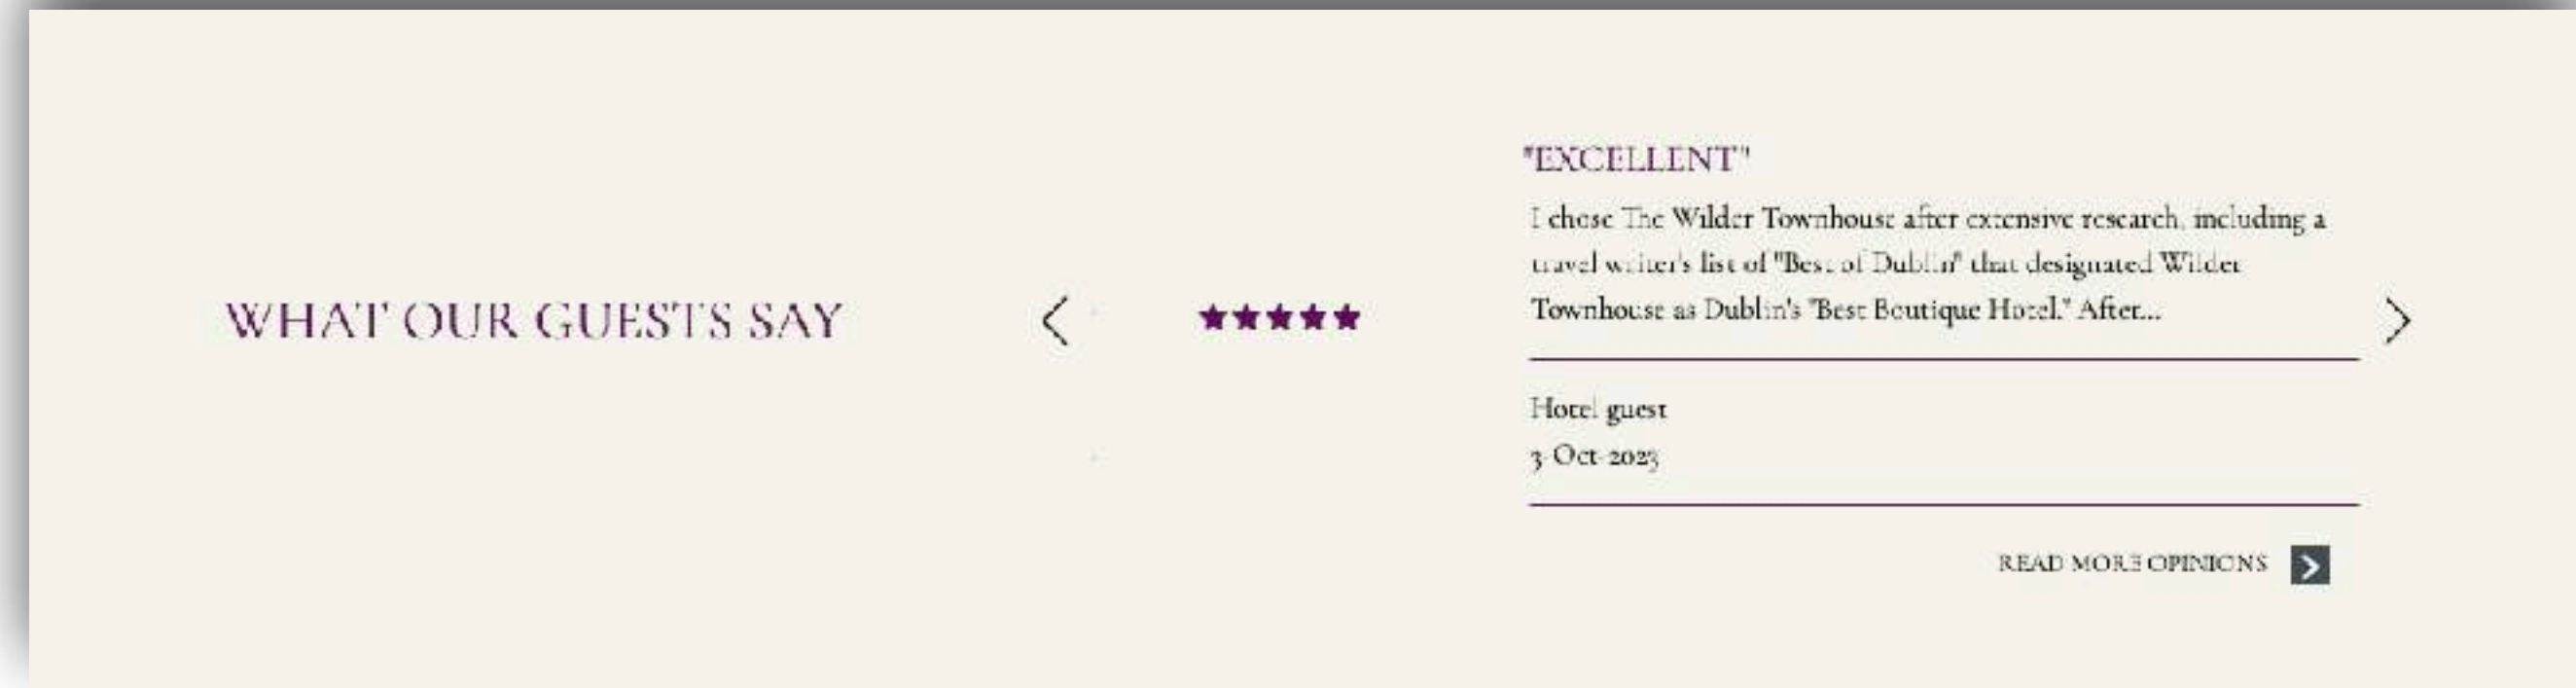 WHAT OUR GUESTS SAY
"EXCELLENT"
I chose The Wilder Townhouse after extensive research, including a
travel writer's list of "Best of Dublin" that designated Wilder
Townhouse as Dublin's "Best Boutique Hotel." After...
Hotel guest
3-Oct-2023
READ MORE OPINIONS